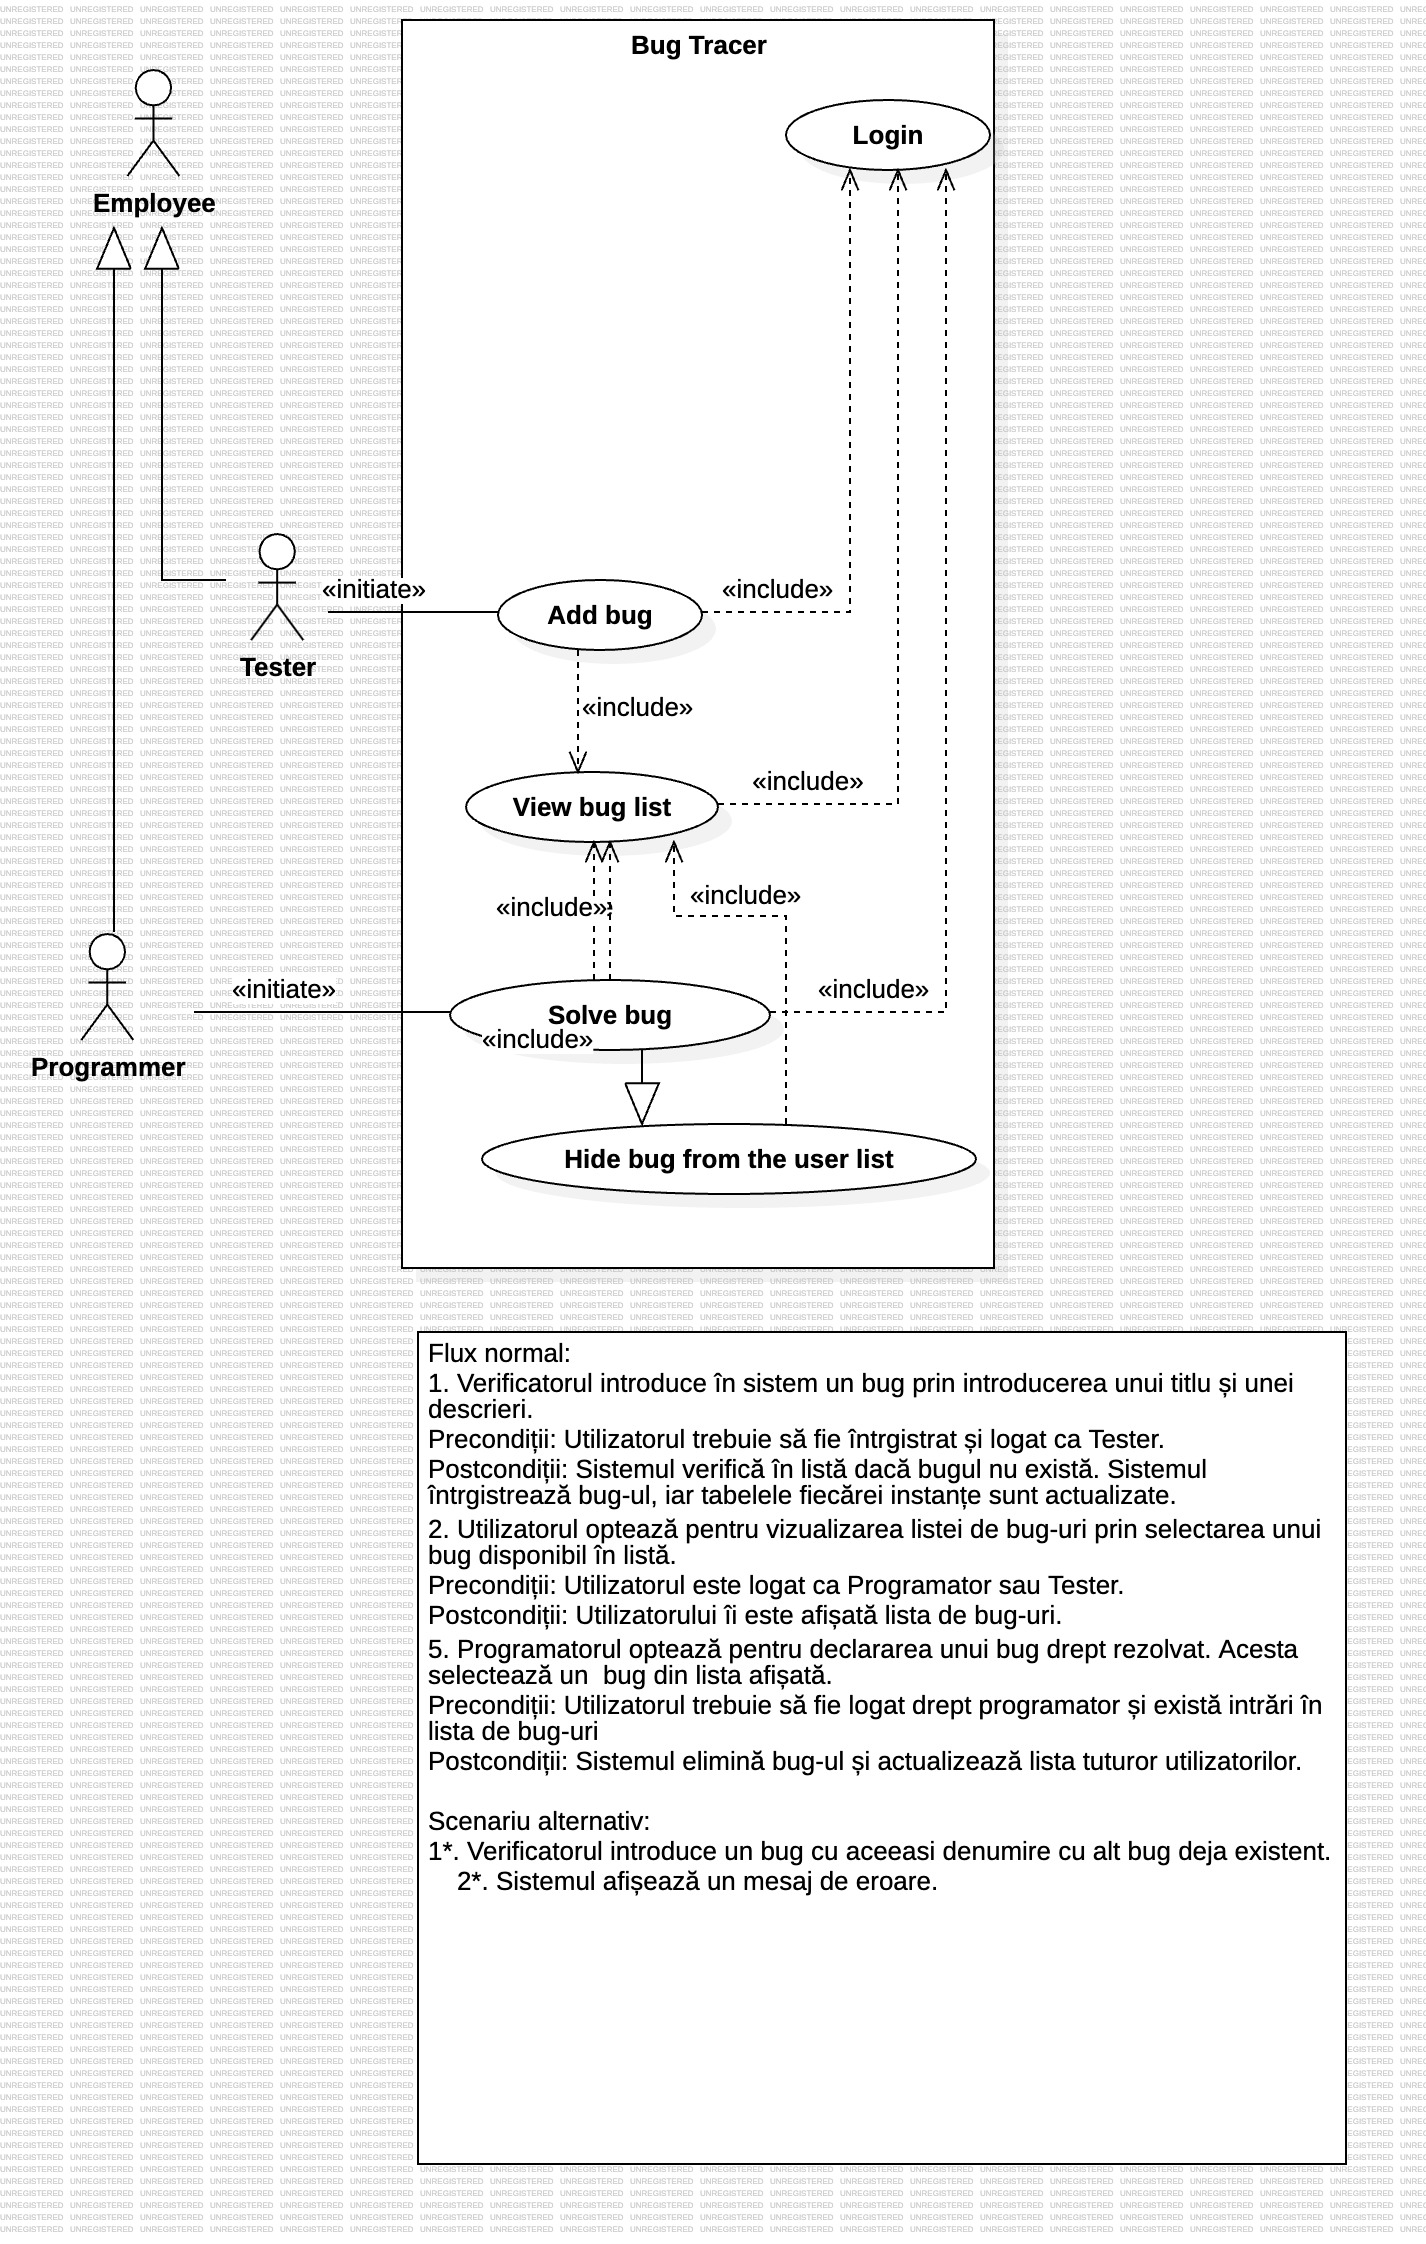 Bug Tracer
Login
Employee
«initiate»
Add bug
«include»
Tester
«include»
View bug list
«include»
«include»
«include»
«initiate»
Solve bug
«include»
«include»
Programmer
Hide bug from the user list
Flux normal:
1. Verificatorul introduce în sistem un bug prin introducerea unui titlu și unei
descrieri.
Precondiții: Utilizatorul trebuie să fie întrgistrat și logat ca Tester.
Postcondiții: Sistemul verifică în listă dacă bugul nu există. Sistemul
întrgistrează bug-ul, iar tabelele fiecărei instanțe sunt actualizate.
2. Utilizatorul optează pentru vizualizarea listei de bug-uri prin selectarea unui
bug disponibil în listă.
Precondiții: Utilizatorul este logat ca Programator sau Tester.
Postcondiții: Utilizatorului îi este afișată lista de bug-uri.
5. Programatorul optează pentru declararea unui bug drept rezolvat. Acesta
selectează un  bug din lista afișată.
Precondiții: Utilizatorul trebuie să fie logat drept programator și există intrări în
lista de bug-uri
Postcondiții: Sistemul elimină bug-ul și actualizează lista tuturor utilizatorilor.
Scenariu alternativ:
1*. Verificatorul introduce un bug cu aceeasi denumire cu alt bug deja existent.
2*. Sistemul afișează un mesaj de eroare.
UNREGISTERED